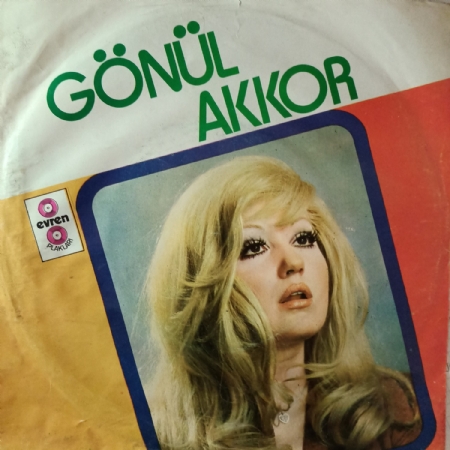 GÖNÜL
AKKOR
evren
PLAKLARI